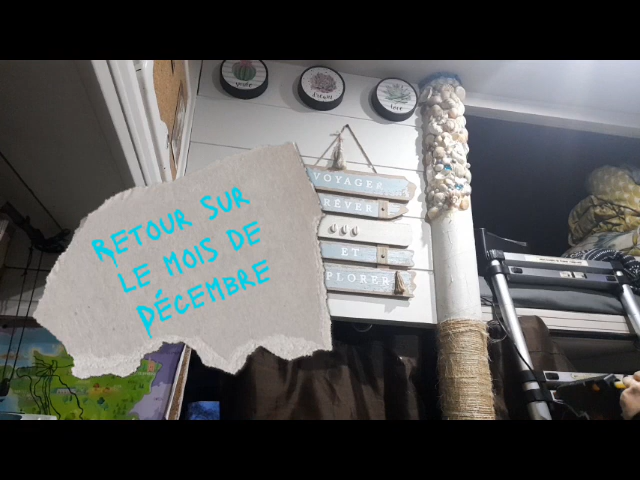 RETOUR SUR
LE MOIS DE
DÉCEMBRE
VOYAGER
RÊVER
ET
PLORER